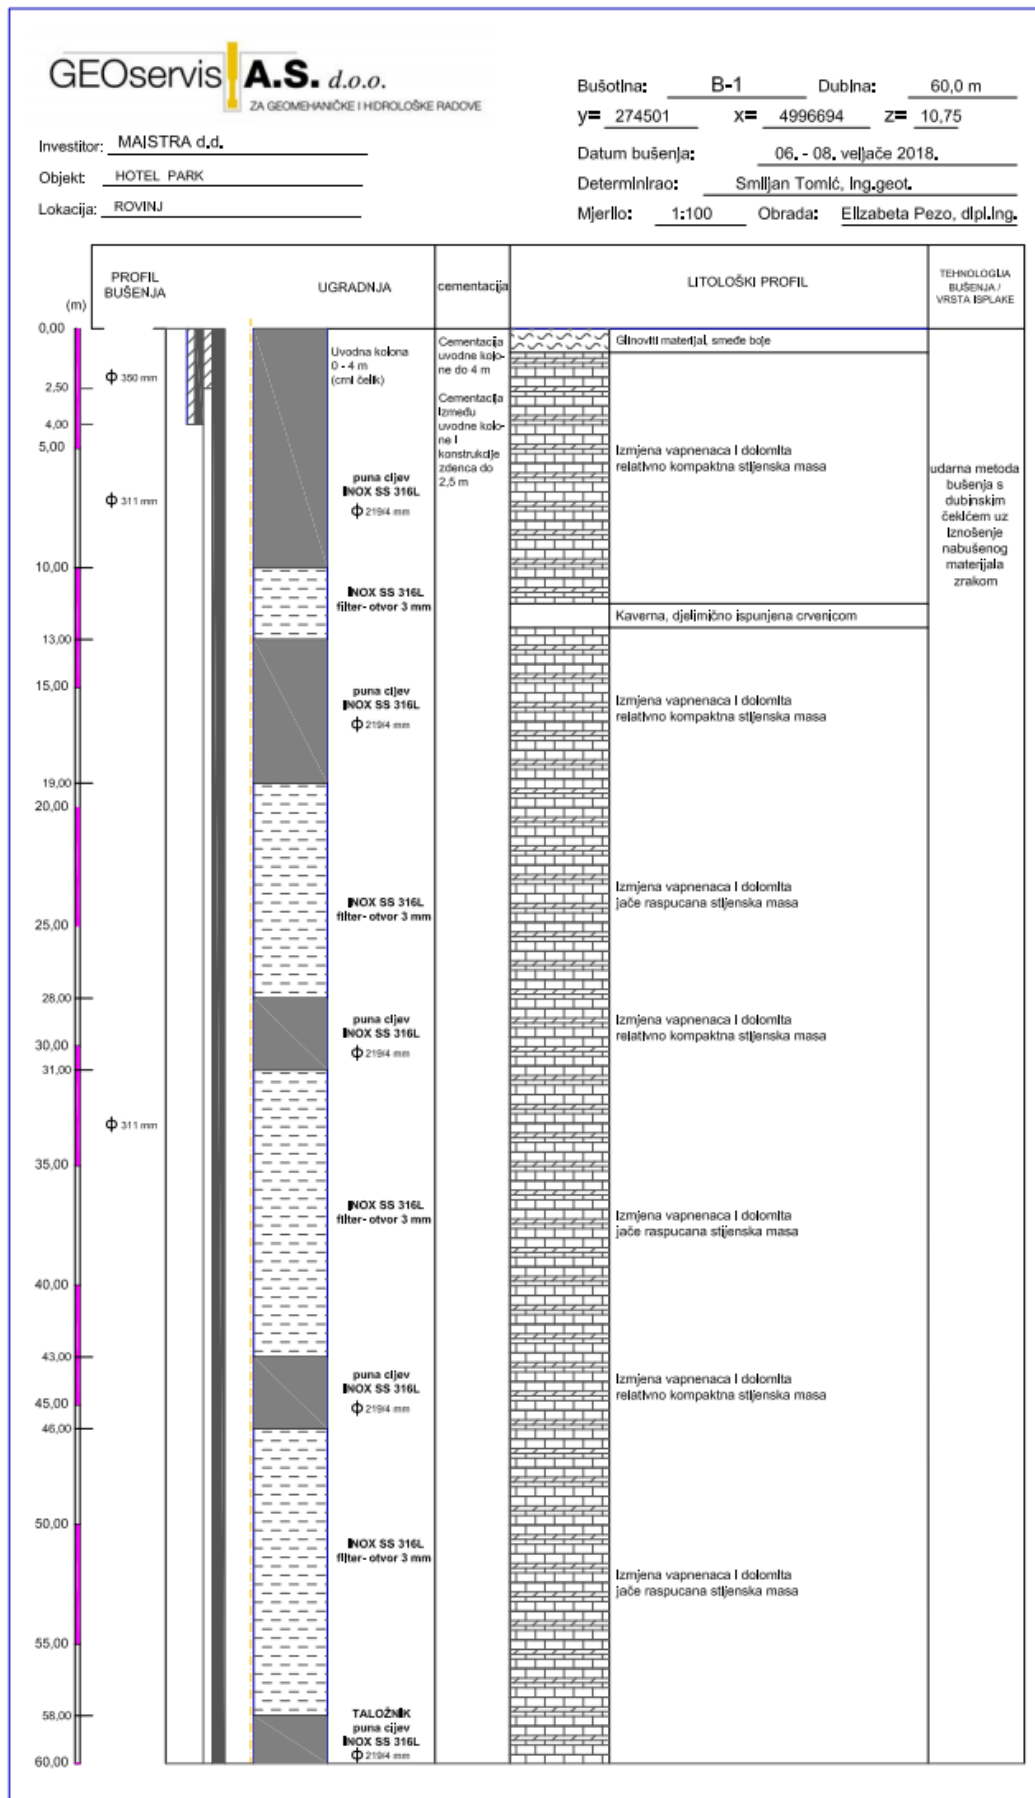 GEOservis A.S. d.o.o.
ZA GEOMEHANIČKE I HIDROLOŠKE RADOVE
Investitor: MAISTRA d.d.
Objekt: HOTEL PARK
Lokacija: ROVINJ
Bušotina: B-1 Dubina: 60,0 m
y= 274501 x= 4996694 z= 10,75
Datum bušenja: 06. - 08. veljače 2018.
Determinirao: Smiljan Tomić, ing.geot.
Mjerilo: 1:100 Obrada: Elizabeta Pezo, dipl.ing.
(m)
PROFIL
BUŠENJA
UGRADNJA
cementacija
LITOLOŠKI PROFIL
TEHNOLOGIJA
BUŠENJA /
VRSTA ISPLAKE
0,00
2,50
4,00
5,00
10,00
13,00
15,00
19,00
20,00
25,00
28,00
30,00
31,00
35,00
40,00
43,00
45,00
46,00
50,00
55,00
58,00
60,00
ϕ 350 mm
ϕ 311 mm
ϕ 311 mm
Uvodna kolona
0 - 4 m
(crni čelik)
puna cijev
INOX SS 316L
ϕ 219/4 mm
INOX SS 316L
filter- otvor 3 mm
puna cijev
INOX SS 316L
ϕ 219/4 mm
INOX SS 316L
filter- otvor 3 mm
puna cijev
INOX SS 316L
ϕ 219/4 mm
INOX SS 316L
filter- otvor 3 mm
puna cijev
INOX SS 316L
ϕ 219/4 mm
INOX SS 316L
filter- otvor 3 mm
TALOŽNIK
puna cijev
INOX SS 316L
ϕ 219/4 mm
Cementacija
uvodne kolo-
ne do 4 m
Cementacija
između
uvodne kolo-
ne i
konstrukcije
zdenca do
2,5 m
Glinoviti materijal, smeđe boje
Izmjena vapnenaca i dolomita
relativno kompaktna stijenska masa
Kaverna, djelimično ispunjena crvenicom
Izmjena vapnenaca i dolomita
relativno kompaktna stijenska masa
Izmjena vapnenaca i dolomita
jače raspucana stijenska masa
Izmjena vapnenaca i dolomita
relativno kompaktna stijenska masa
Izmjena vapnenaca i dolomita
jače raspucana stijenska masa
Izmjena vapnenaca i dolomita
relativno kompaktna stijenska masa
Izmjena vapnenaca i dolomita
jače raspucana stijenska masa
udarna metoda
bušenja s
dubinskim
čekićem uz
iznošenje
nabušenog
materijala
zrakom